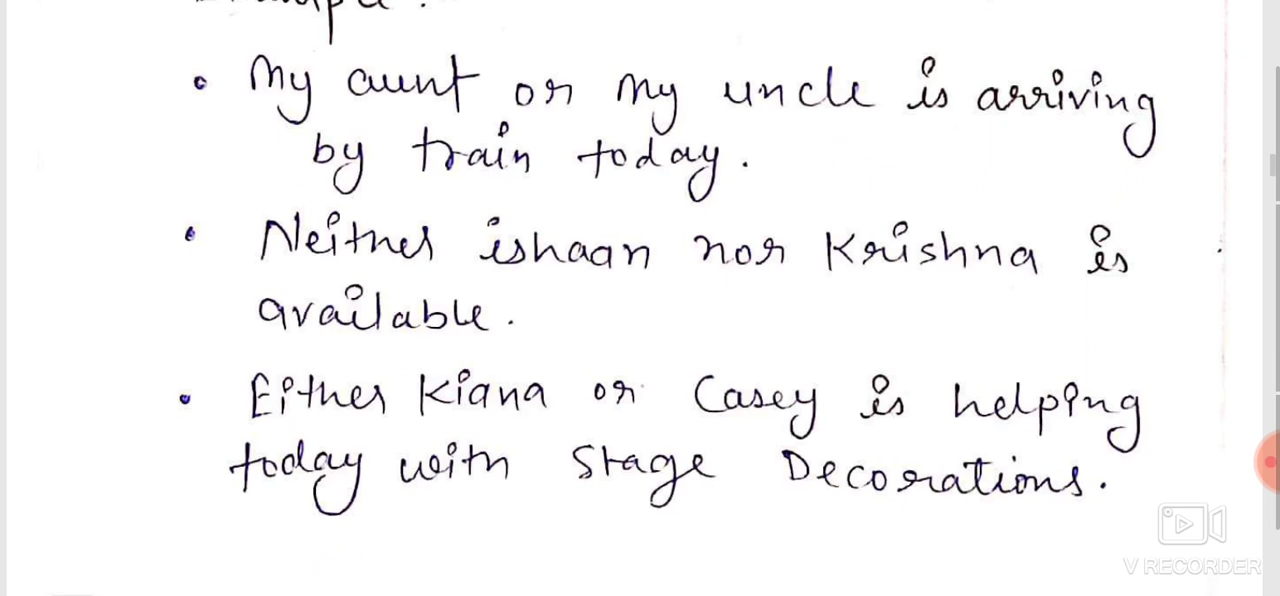 • My aunt or my uncle is arriving
by train today.
• Neither ishaan nor Krishna is
available.
• Either Kiana or Casey is helping
today with Stage Decorations.
V RECORDER